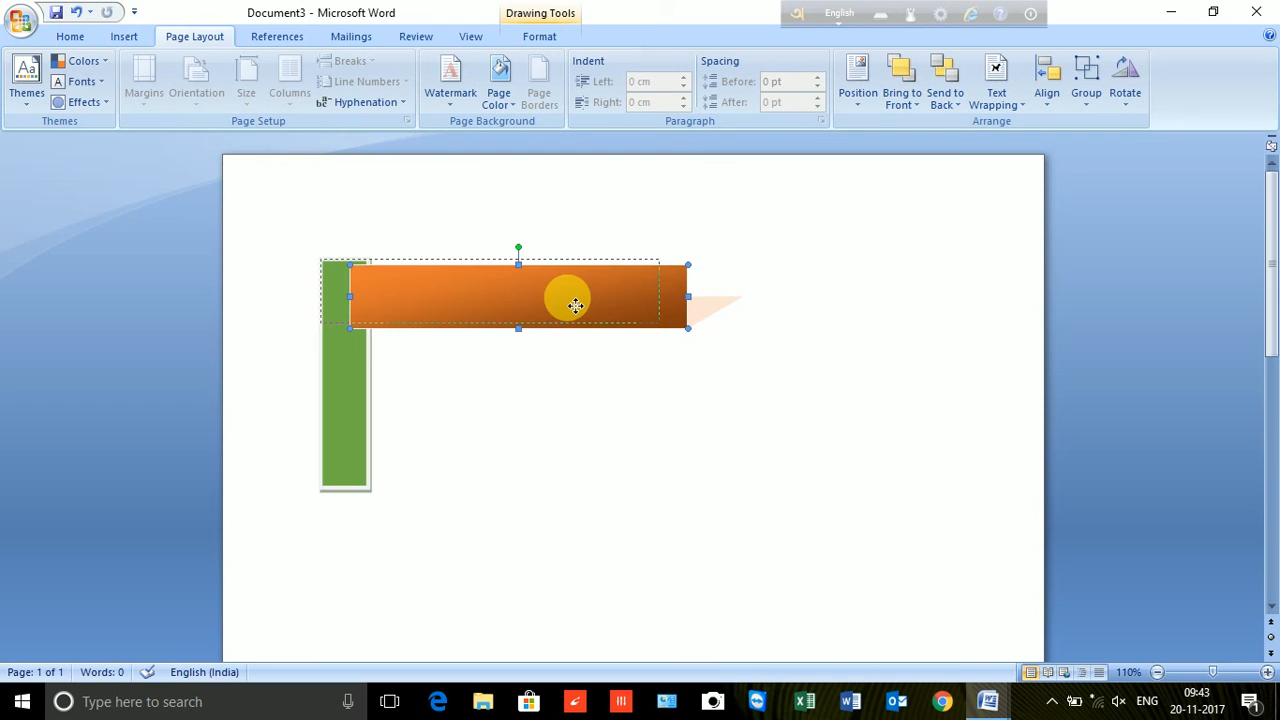 Document3 - Microsoft Word
Drawing Tools
English
Home
Insert
Page Layout
References
Mailings
Review
View
Format
Themes
Colors
Fonts
Effects
Themes
Margins
Orientation
Size
Columns
Breaks
Line Numbers
Hyphenation
Page Setup
Watermark
Page Color
Page Borders
Page Background
Indent
Left: 0 cm
Right: 0 cm
Spacing
Before: 0 pt
After: 0 pt
Paragraph
Position
Bring to Front
Send to Back
Text Wrapping
Align
Group
Rotate
Arrange
Page: 1 of 1
Words: 0
English (India)
110%
Type here to search
ENG
09:43
20-11-2017